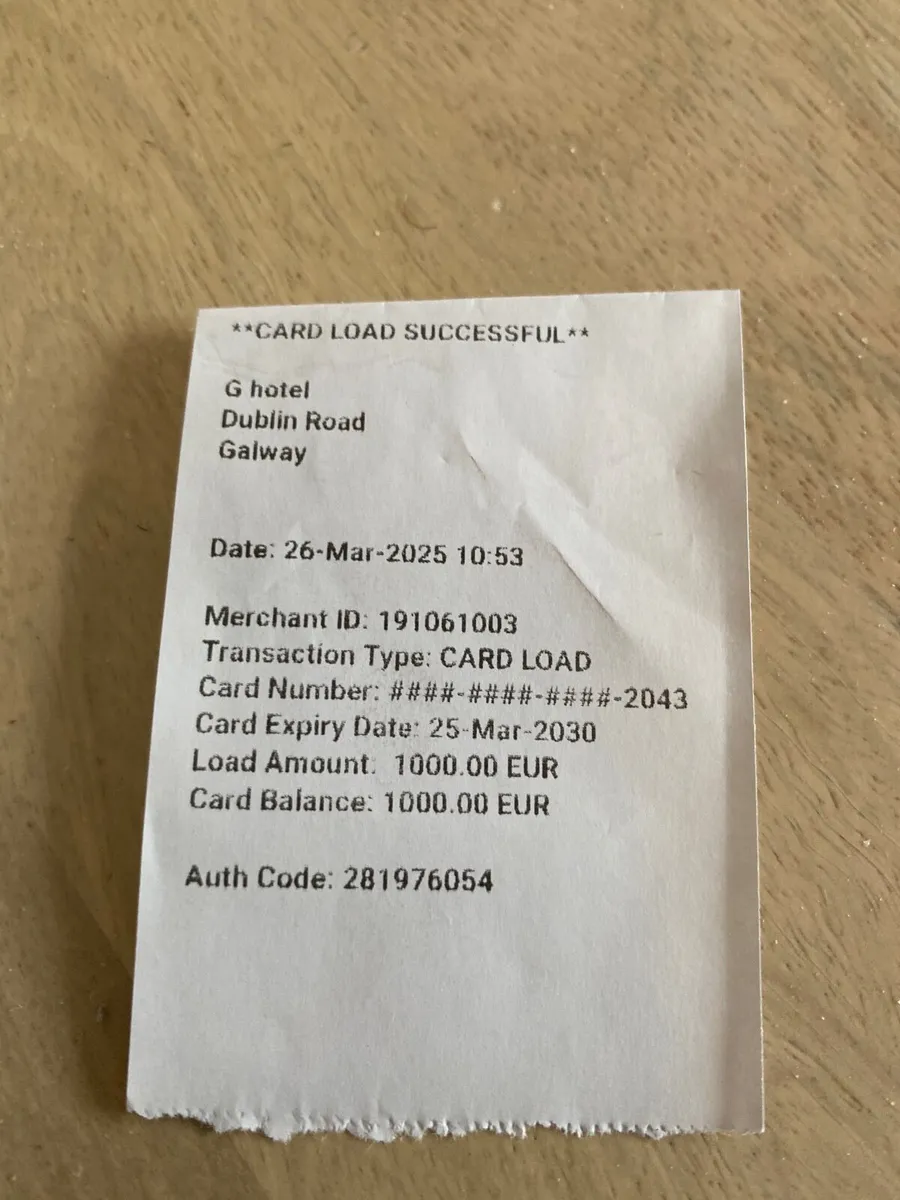 **CARD LOAD SUCCESSFUL**
G hotel
Dublin Road
Galway
Date: 26-Mar-2025 10:53
Merchant ID: 191061003
Transaction Type: CARD LOAD
Card Number: ####-####-####-2043
Card Expiry Date: 25-Mar-2030
Load Amount: 1000.00 EUR
Card Balance: 1000.00 EUR
Auth Code: 281976054